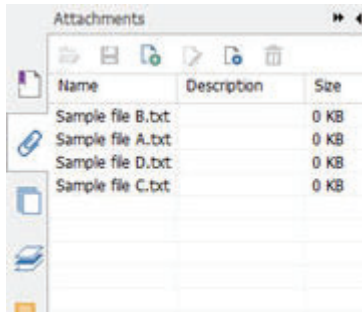 Attachments
Name Description Size
Sample file B.txt 0 KB
Sample file A.txt 0 KB
Sample file D.txt 0 KB
Sample file C.txt 0 KB